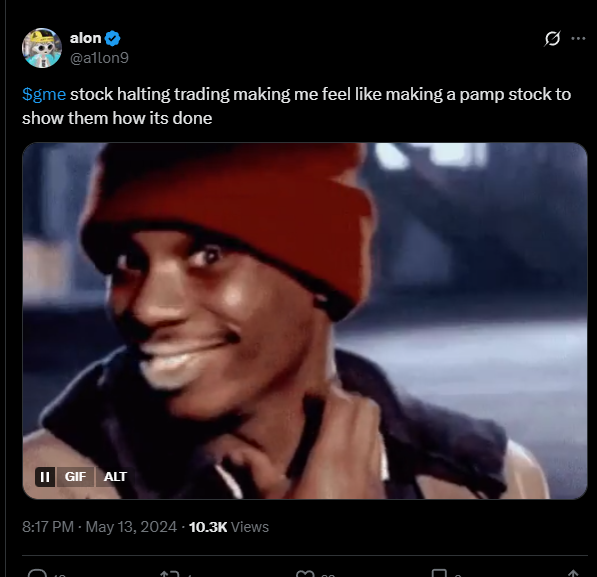 alon
@a1lon9
$gme stock halting trading making me feel like making a pamp stock to
show them how its done
GIF ALT
8:17 PM · May 13, 2024 · 10.3K Views